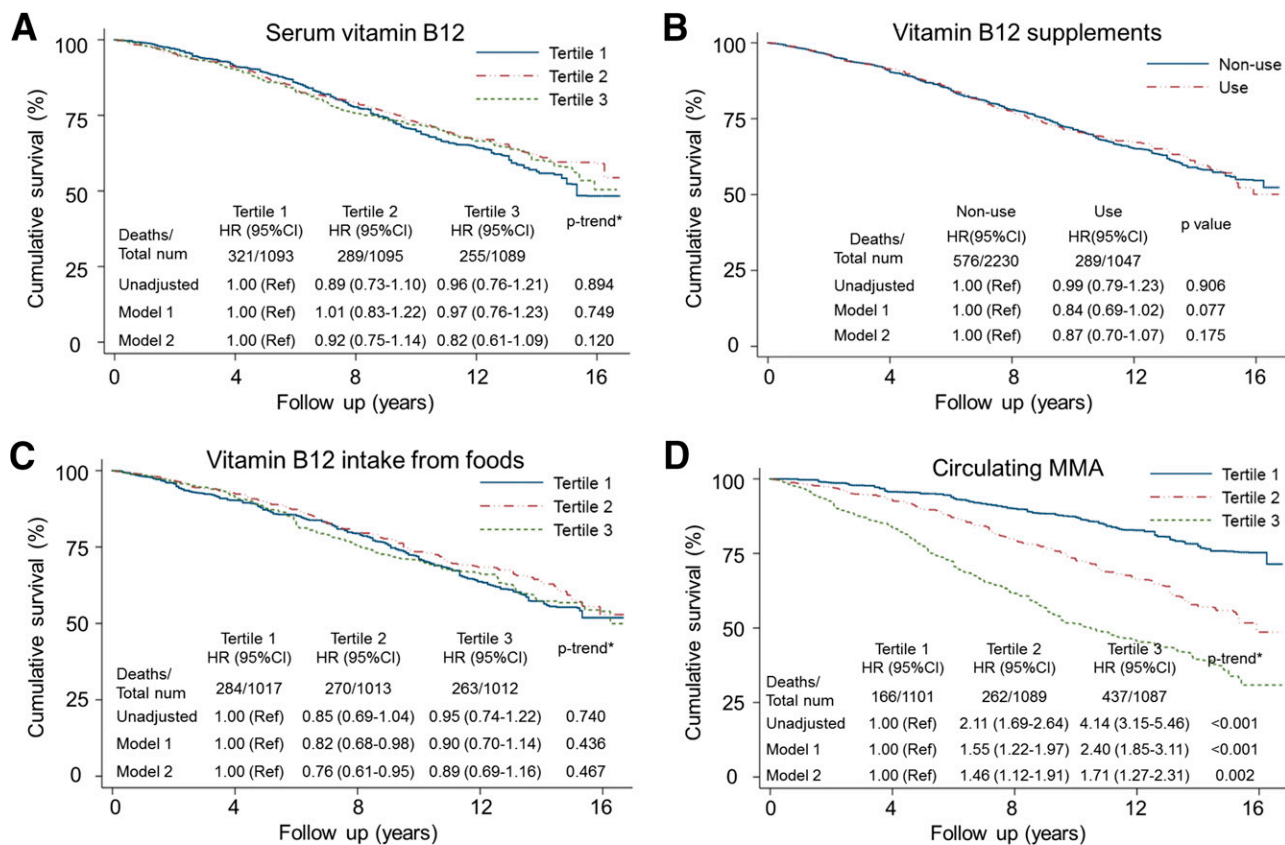 A
Serum vitamin B12
Tertile 1
Tertile 2
Tertile 3
Cumulative survival (%)
100
75
50
25
0
Tertile 1 Tertile 2 Tertile 3 p-trend*
HR (95%CI) HR (95%CI) HR (95%CI)
Deaths/
Total num 321/1093 289/1095 255/1089
Unadjusted 1.00 (Ref) 0.89 (0.73-1.10) 0.96 (0.76-1.21) 0.894
Model 1 1.00 (Ref) 1.01 (0.83-1.22) 0.97 (0.76-1.23) 0.749
Model 2 1.00 (Ref) 0.92 (0.75-1.14) 0.82 (0.61-1.09) 0.120
0 4 8 12 16
Follow up (years)
B
Vitamin B12 supplements
Non-use
Use
Cumulative survival (%)
100
75
50
25
0
Non-use Use p value
Deaths/ HR(95%CI) HR(95%CI)
Total num 576/2230 289/1047
Unadjusted 1.00 (Ref) 0.99 (0.79-1.23) 0.906
Model 1 1.00 (Ref) 0.84 (0.69-1.02) 0.077
Model 2 1.00 (Ref) 0.87 (0.70-1.07) 0.175
0 4 8 12 16
Follow up (years)
C
Vitamin B12 intake from foods
Tertile 1
Tertile 2
Tertile 3
Cumulative survival (%)
100
75
50
25
0
Tertile 1 Tertile 2 Tertile 3 p-trend*
HR (95%CI) HR (95%CI) HR (95%CI)
Deaths/
Total num 284/1017 270/1013 263/1012
Unadjusted 1.00 (Ref) 0.85 (0.69-1.04) 0.95 (0.74-1.22) 0.740
Model 1 1.00 (Ref) 0.82 (0.68-0.98) 0.90 (0.70-1.14) 0.436
Model 2 1.00 (Ref) 0.76 (0.61-0.95) 0.89 (0.69-1.16) 0.467
0 4 8 12 16
Follow up (years)
D
Circulating MMA
Tertile 1
Tertile 2
Tertile 3
Cumulative survival (%)
100
75
50
25
0
Tertile 1 Tertile 2 Tertile 3 p-trend*
HR (95%CI) HR (95%CI) HR (95%CI)
Deaths/
Total num 166/1101 262/1089 437/1087
Unadjusted 1.00 (Ref) 2.11 (1.69-2.64) 4.14 (3.15-5.46) <0.001
Model 1 1.00 (Ref) 1.55 (1.22-1.97) 2.40 (1.85-3.11) <0.001
Model 2 1.00 (Ref) 1.46 (1.12-1.91) 1.71 (1.27-2.31) 0.002
0 4 8 12 16
Follow up (years)